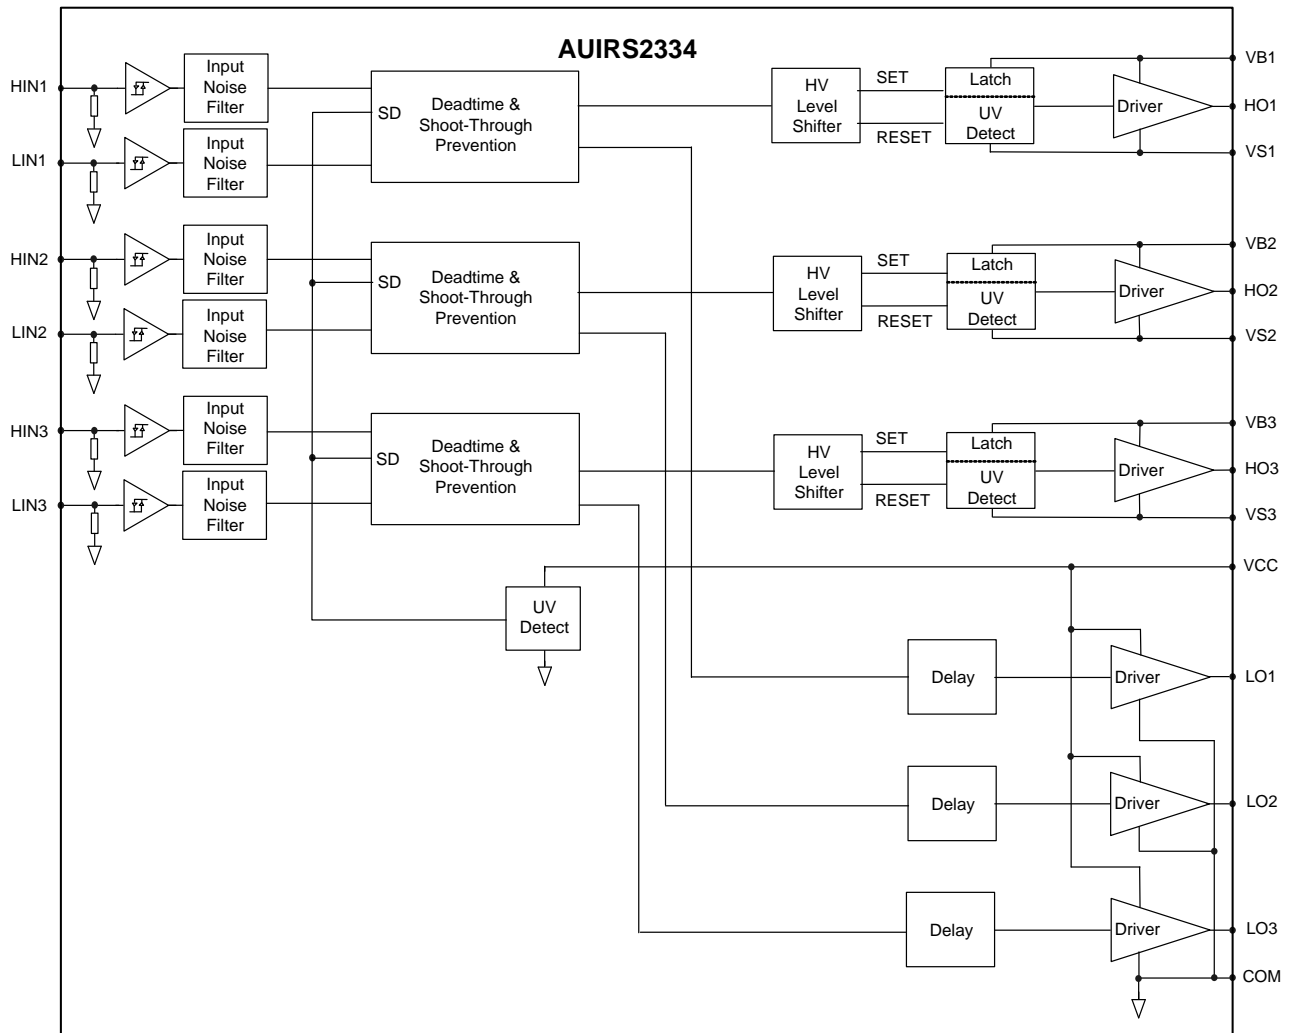 AUIRS2334
HIN1
Input
Noise
Filter
LIN1
Input
Noise
Filter
SD
Deadtime &
Shoot-Through
Prevention
HV
Level
Shifter
SET
RESET
Latch
UV
Detect
Driver
VB1
HO1
VS1
HIN2
Input
Noise
Filter
LIN2
Input
Noise
Filter
SD
Deadtime &
Shoot-Through
Prevention
HV
Level
Shifter
SET
RESET
Latch
UV
Detect
Driver
VB2
HO2
VS2
HIN3
Input
Noise
Filter
LIN3
Input
Noise
Filter
SD
Deadtime &
Shoot-Through
Prevention
HV
Level
Shifter
SET
RESET
Latch
UV
Detect
Driver
VB3
HO3
VS3
VCC
UV
Detect
Delay
Driver
LO1
Delay
Driver
LO2
Delay
Driver
LO3
COM